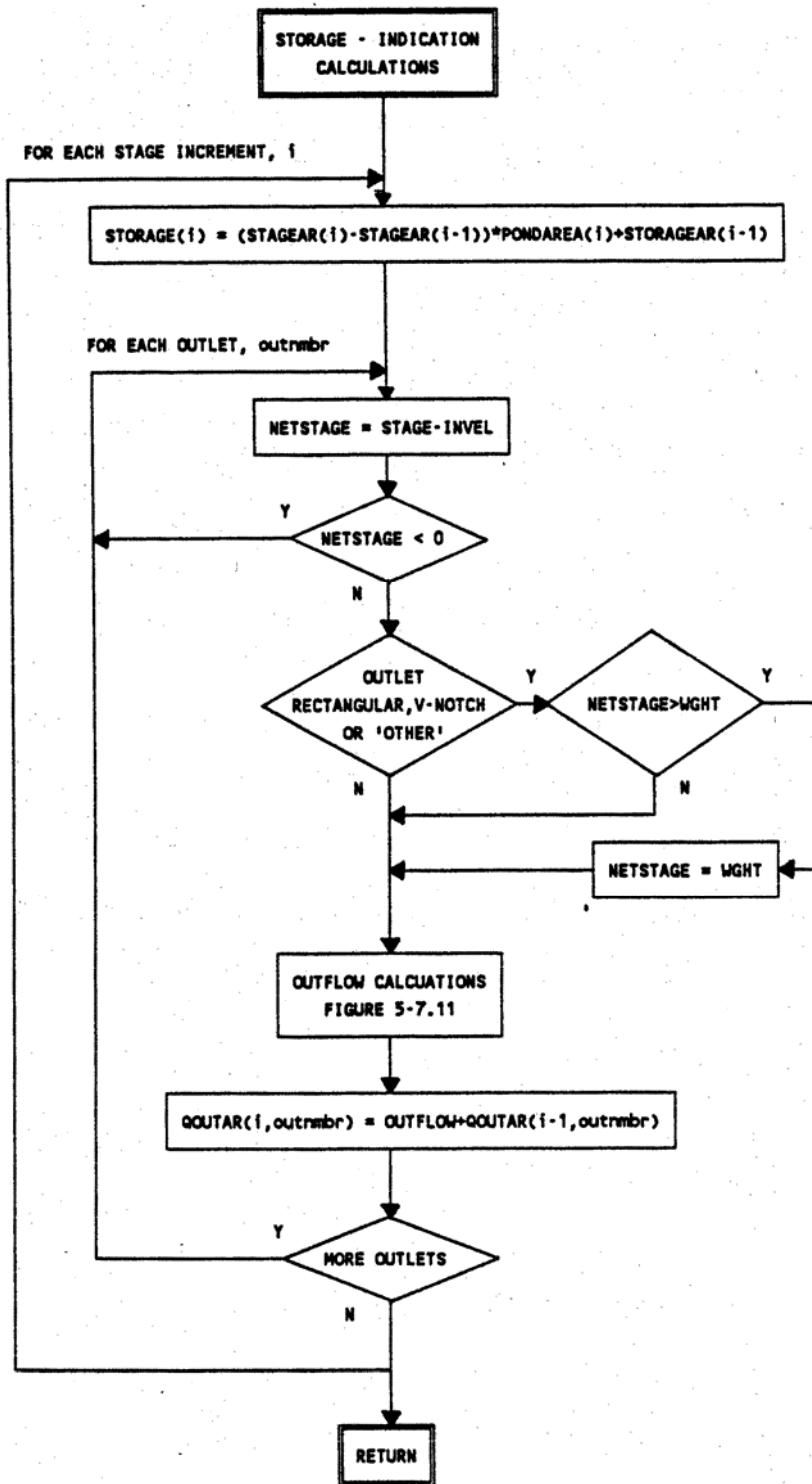 STORAGE - INDICATION
CALCULATIONS
FOR EACH STAGE INCREMENT, i
STORAGE(i) = (STAGEAR(i)-STAGEAR(i-1))*PONDAREA(i)+STORAGEAR(i-1)
FOR EACH OUTLET, outnmbr
NETSTAGE = STAGE-INVEL
Y
NETSTAGE < 0
N
OUTLET
RECTANGULAR,V-NOTCH
OR 'OTHER'
Y
NETSTAGE>WGHT
Y
N
N
NETSTAGE = WGHT
OUTFLOW CALCUATIONS
FIGURE 5-7.11
QOUTAR(i,outnmbr) = OUTFLOW+QOUTAR(i-1,outnmbr)
Y
MORE OUTLETS
N
RETURN